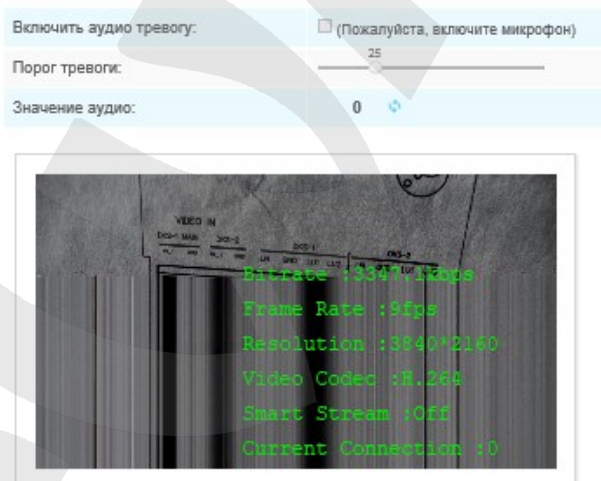 Включить аудио тревогу:
(Пожалуйста, включите микрофон)
Порог тревоги:
25
Значение аудио:
0
VIDEO IN
Bitrate :3347.1kbps
Frame Rate :9fps
Resolution :3840*2160
Video Codec :H.264
Smart Stream :Off
Current Connection :0